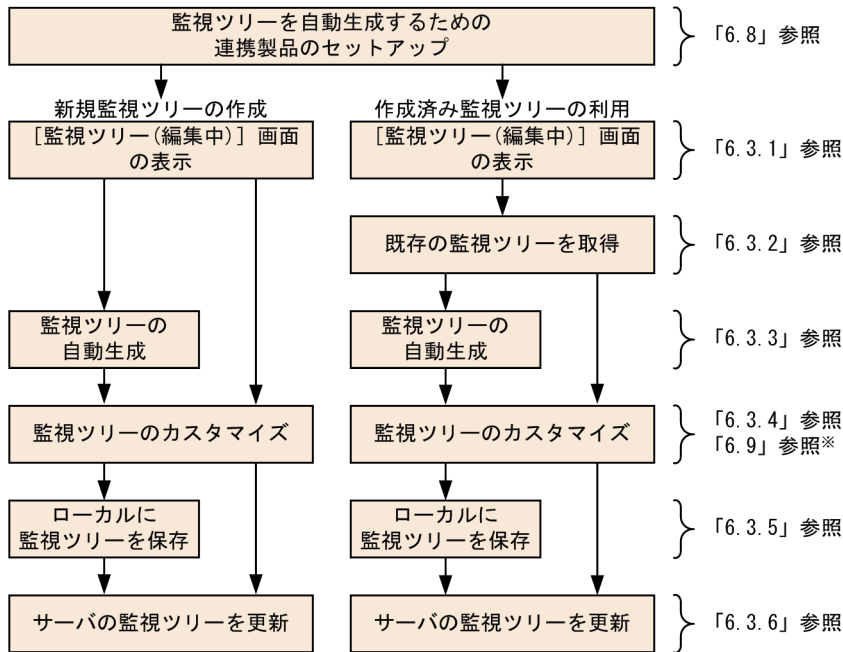 監視ツリーを自動生成するための
連携製品のセットアップ
「6.8」参照
新規監視ツリーの作成
作成済み監視ツリーの利用
[監視ツリー(編集中)]画面
の表示
[監視ツリー(編集中)]画面
の表示
「6.3.1」参照
既存の監視ツリーを取得
「6.3.2」参照
監視ツリーの
自動生成
監視ツリーの
自動生成
「6.3.3」参照
監視ツリーのカスタマイズ
監視ツリーのカスタマイズ
「6.3.4」参照
「6.9」参照※
ローカルに
監視ツリーを保存
ローカルに
監視ツリーを保存
「6.3.5」参照
サーバの監視ツリーを更新
サーバの監視ツリーを更新
「6.3.6」参照